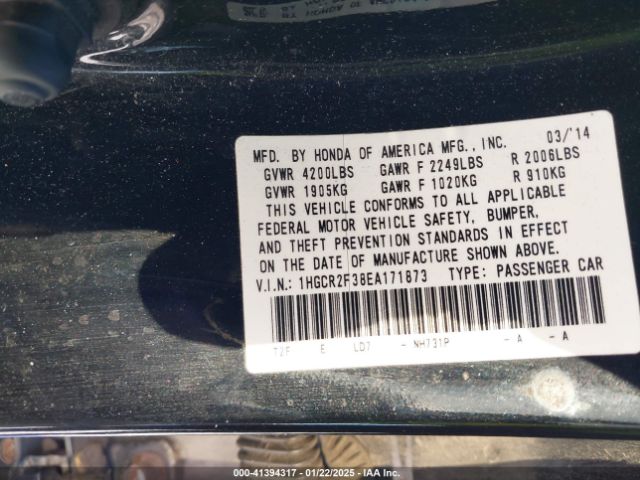 MFD. BY HONDA OF AMERICA MFG., INC. 03/'14
GVWR 4200LBS GAWR F 2249LBS R 2006LBS
GVWR 1905KG GAWR F 1020KG R 910KG
THIS VEHICLE CONFORMS TO ALL APPLICABLE
FEDERAL MOTOR VEHICLE SAFETY, BUMPER,
AND THEFT PREVENTION STANDARDS IN EFFECT
ON THE DATE OF MANUFACTURE SHOWN ABOVE.
V.I.N.: 1HGCR2F38EA171873 TYPE: PASSENGER CAR
T2F E LD7 - NH731P - A - A
000-41394317 - 01/22/2025 - IAA Inc.